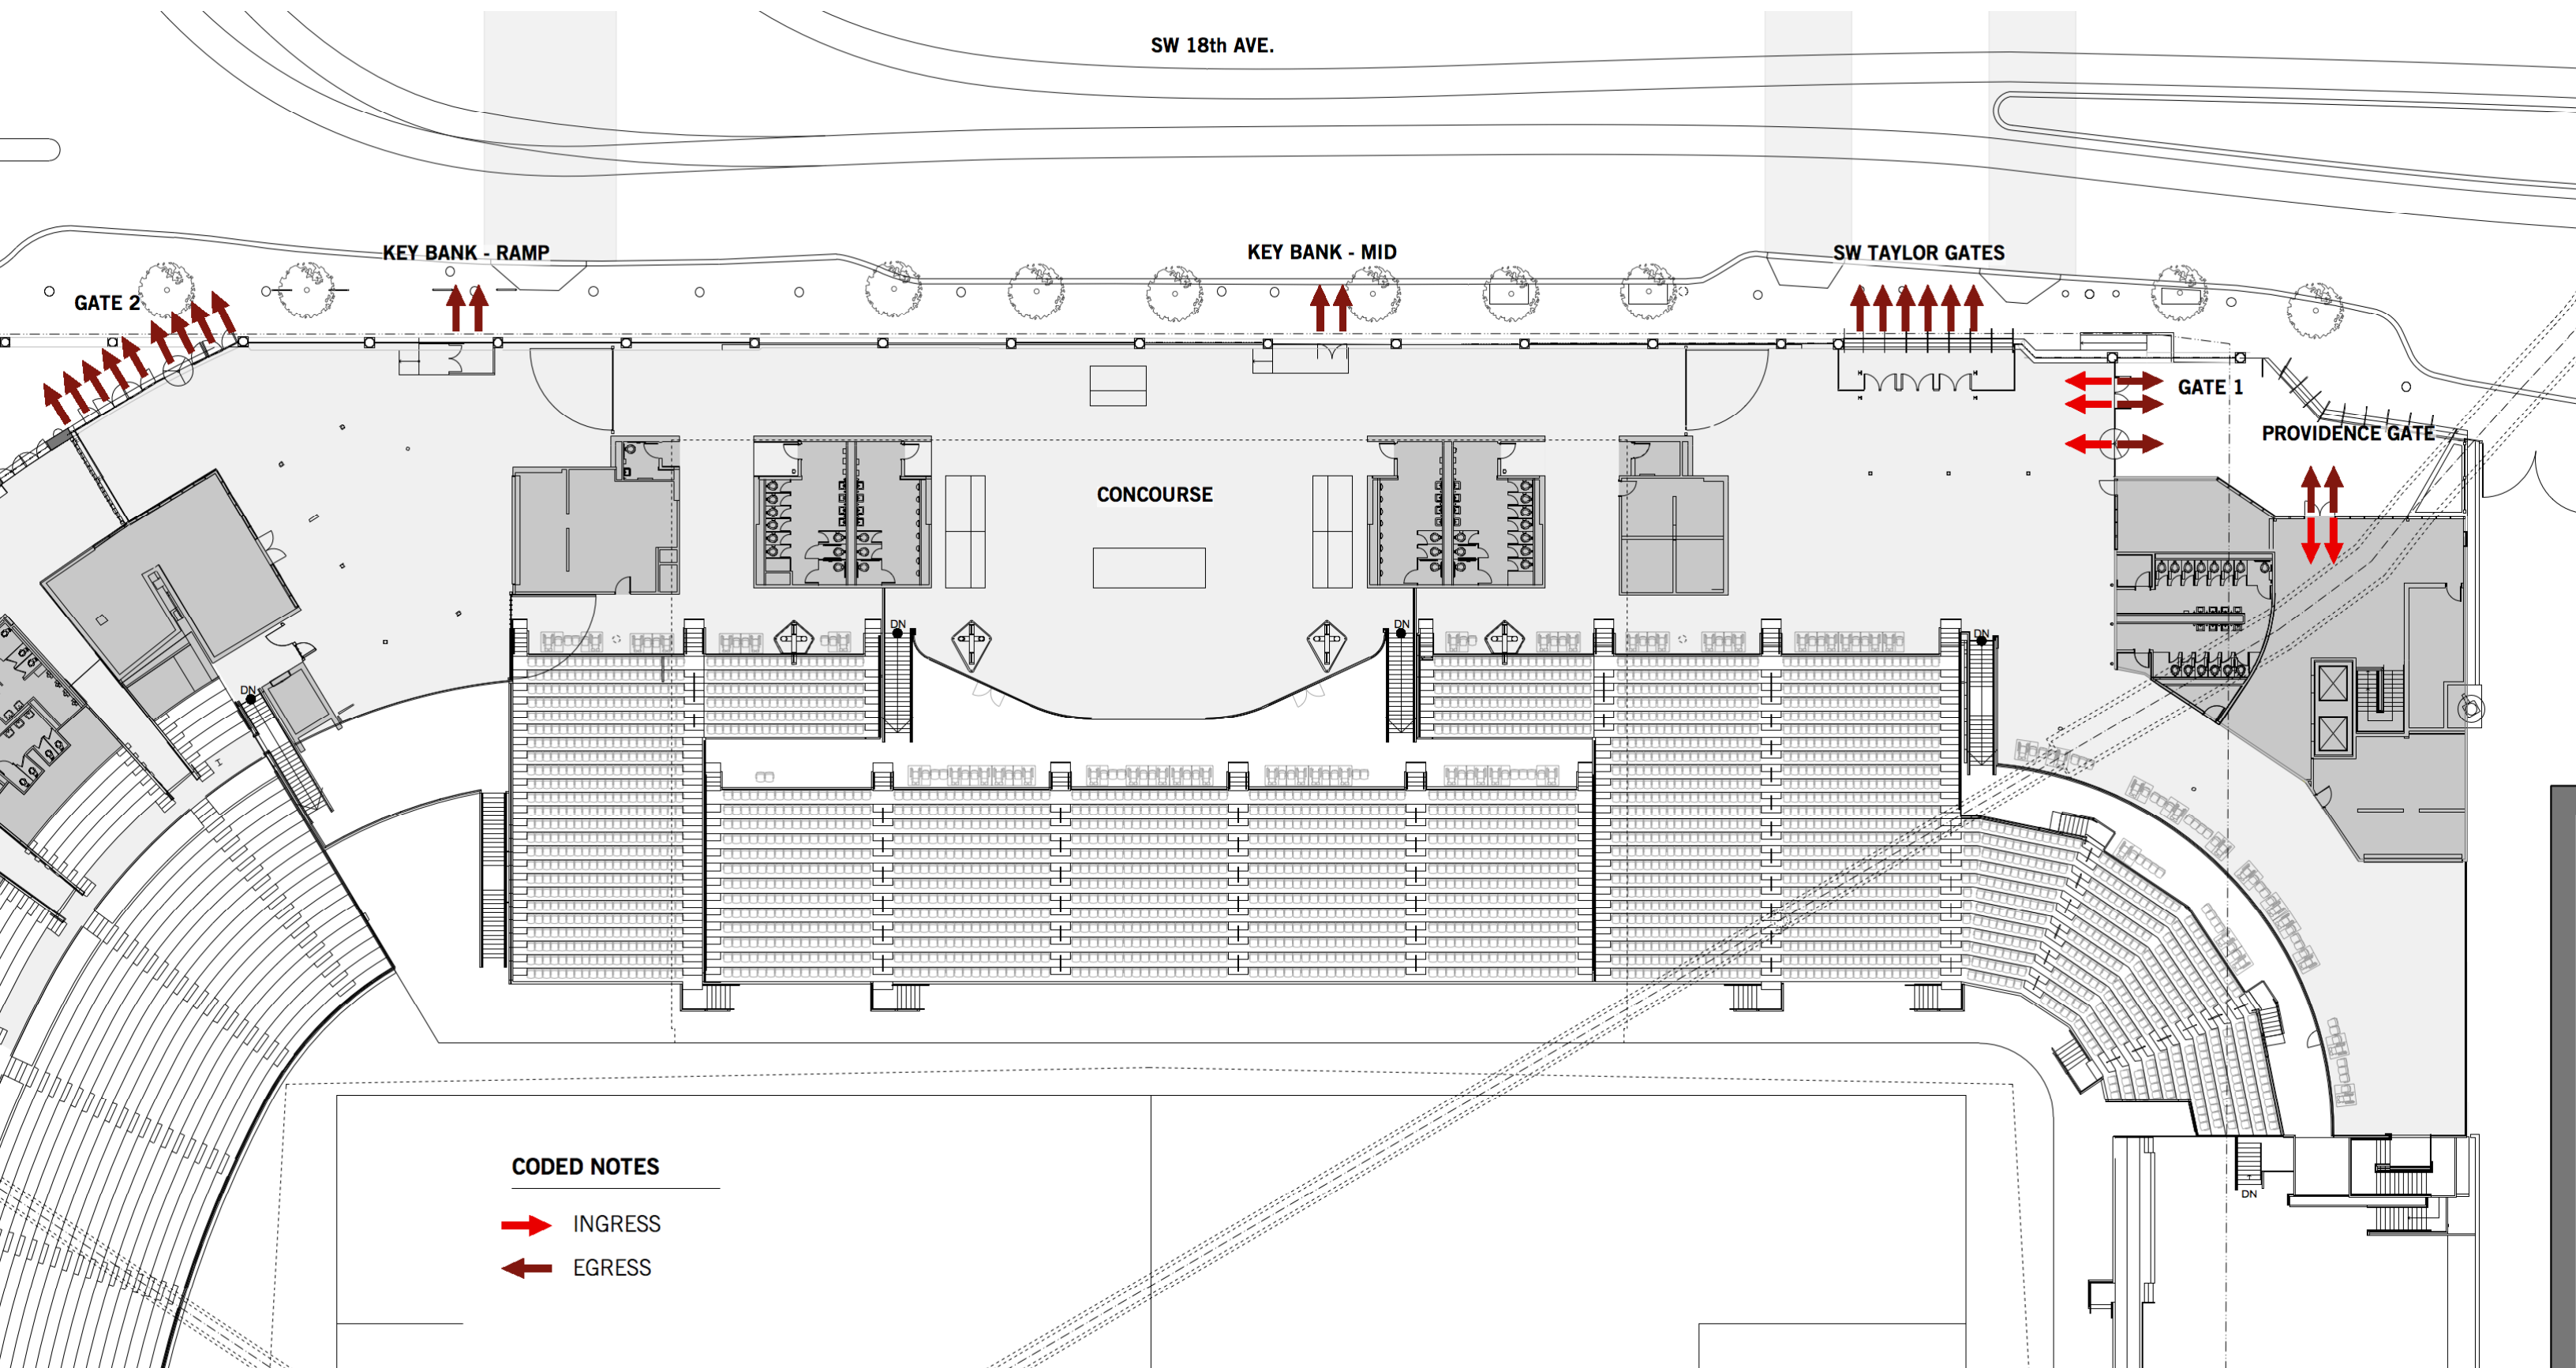 SW 18th AVE.
KEY BANK - RAMP
KEY BANK - MID
SW TAYLOR GATES
GATE 2
GATE 1
PROVIDENCE GATE
CONCOURSE
DN
DN
DN
DN
DN
CODED NOTES
INGRESS
EGRESS